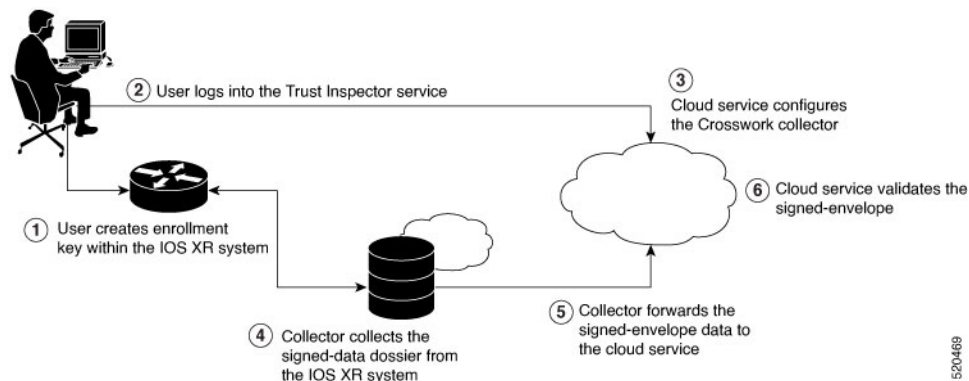 2 User logs into the Trust Inspector service
3
Cloud service configures
the Crosswork collector
1 User creates enrollment
key within the IOS XR system
6 Cloud service validates the
signed-envelope
4 Collector collects the
signed-data dossier from
the IOS XR system
5 Collector forwards the
signed-envelope data to
the cloud service
520469